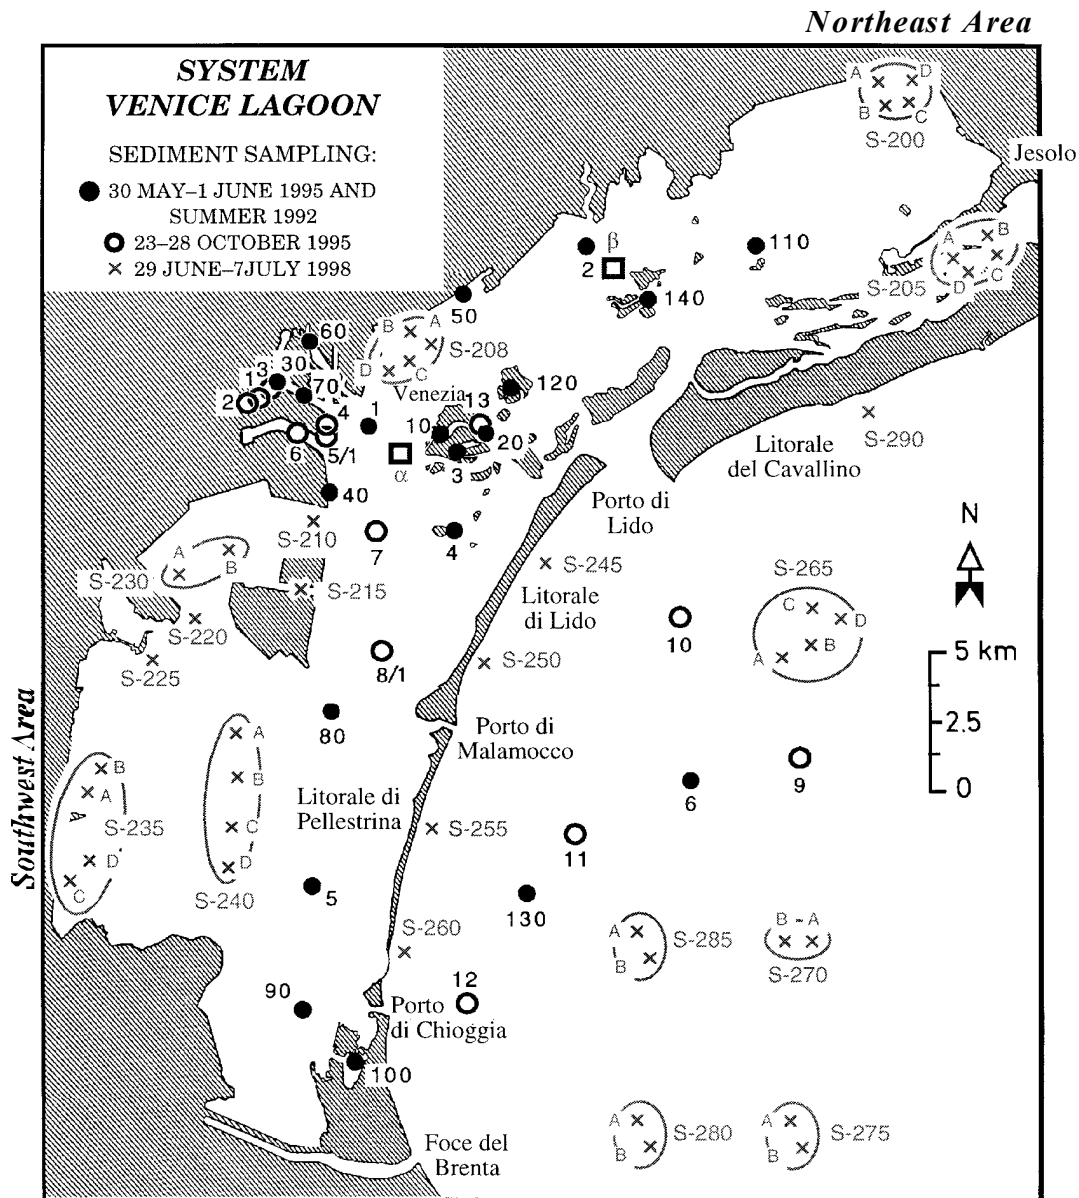 Northeast Area
SYSTEM
VENICE LAGOON
SEDIMENT SAMPLING:
30 MAY–1 JUNE 1995 AND
SUMMER 1992
23–28 OCTOBER 1995
29 JUNE–7JULY 1998
A
D
B
C
S-200
Jesolo
110
β
2
A
B
D
C
S-205
140
50
60
B
A
D
C
S-208
30
13
70
2
4
1
6
5/1
Venezia
120
13
10
20
3
α
40
Litorale
del Cavallino
S-290
Porto di
Lido
N
S-210
7
4
A
B
S-230
S-215
S-245
S-265
C
D
B
A
S-220
Litorale
di Lido
10
S-225
8/1
S-250
5 km
2.5
0
80
Porto di
Malamocco
Southwest Area
A
B
C
D
S-240
B
A
A
S-235
D
C
Litorale di
Pellestrina
S-255
6
9
11
5
130
S-260
A
B
S-285
B - A
S-270
90
12
Porto
di Chioggia
100
Foce del
Brenta
A
B
S-280
A
B
S-275